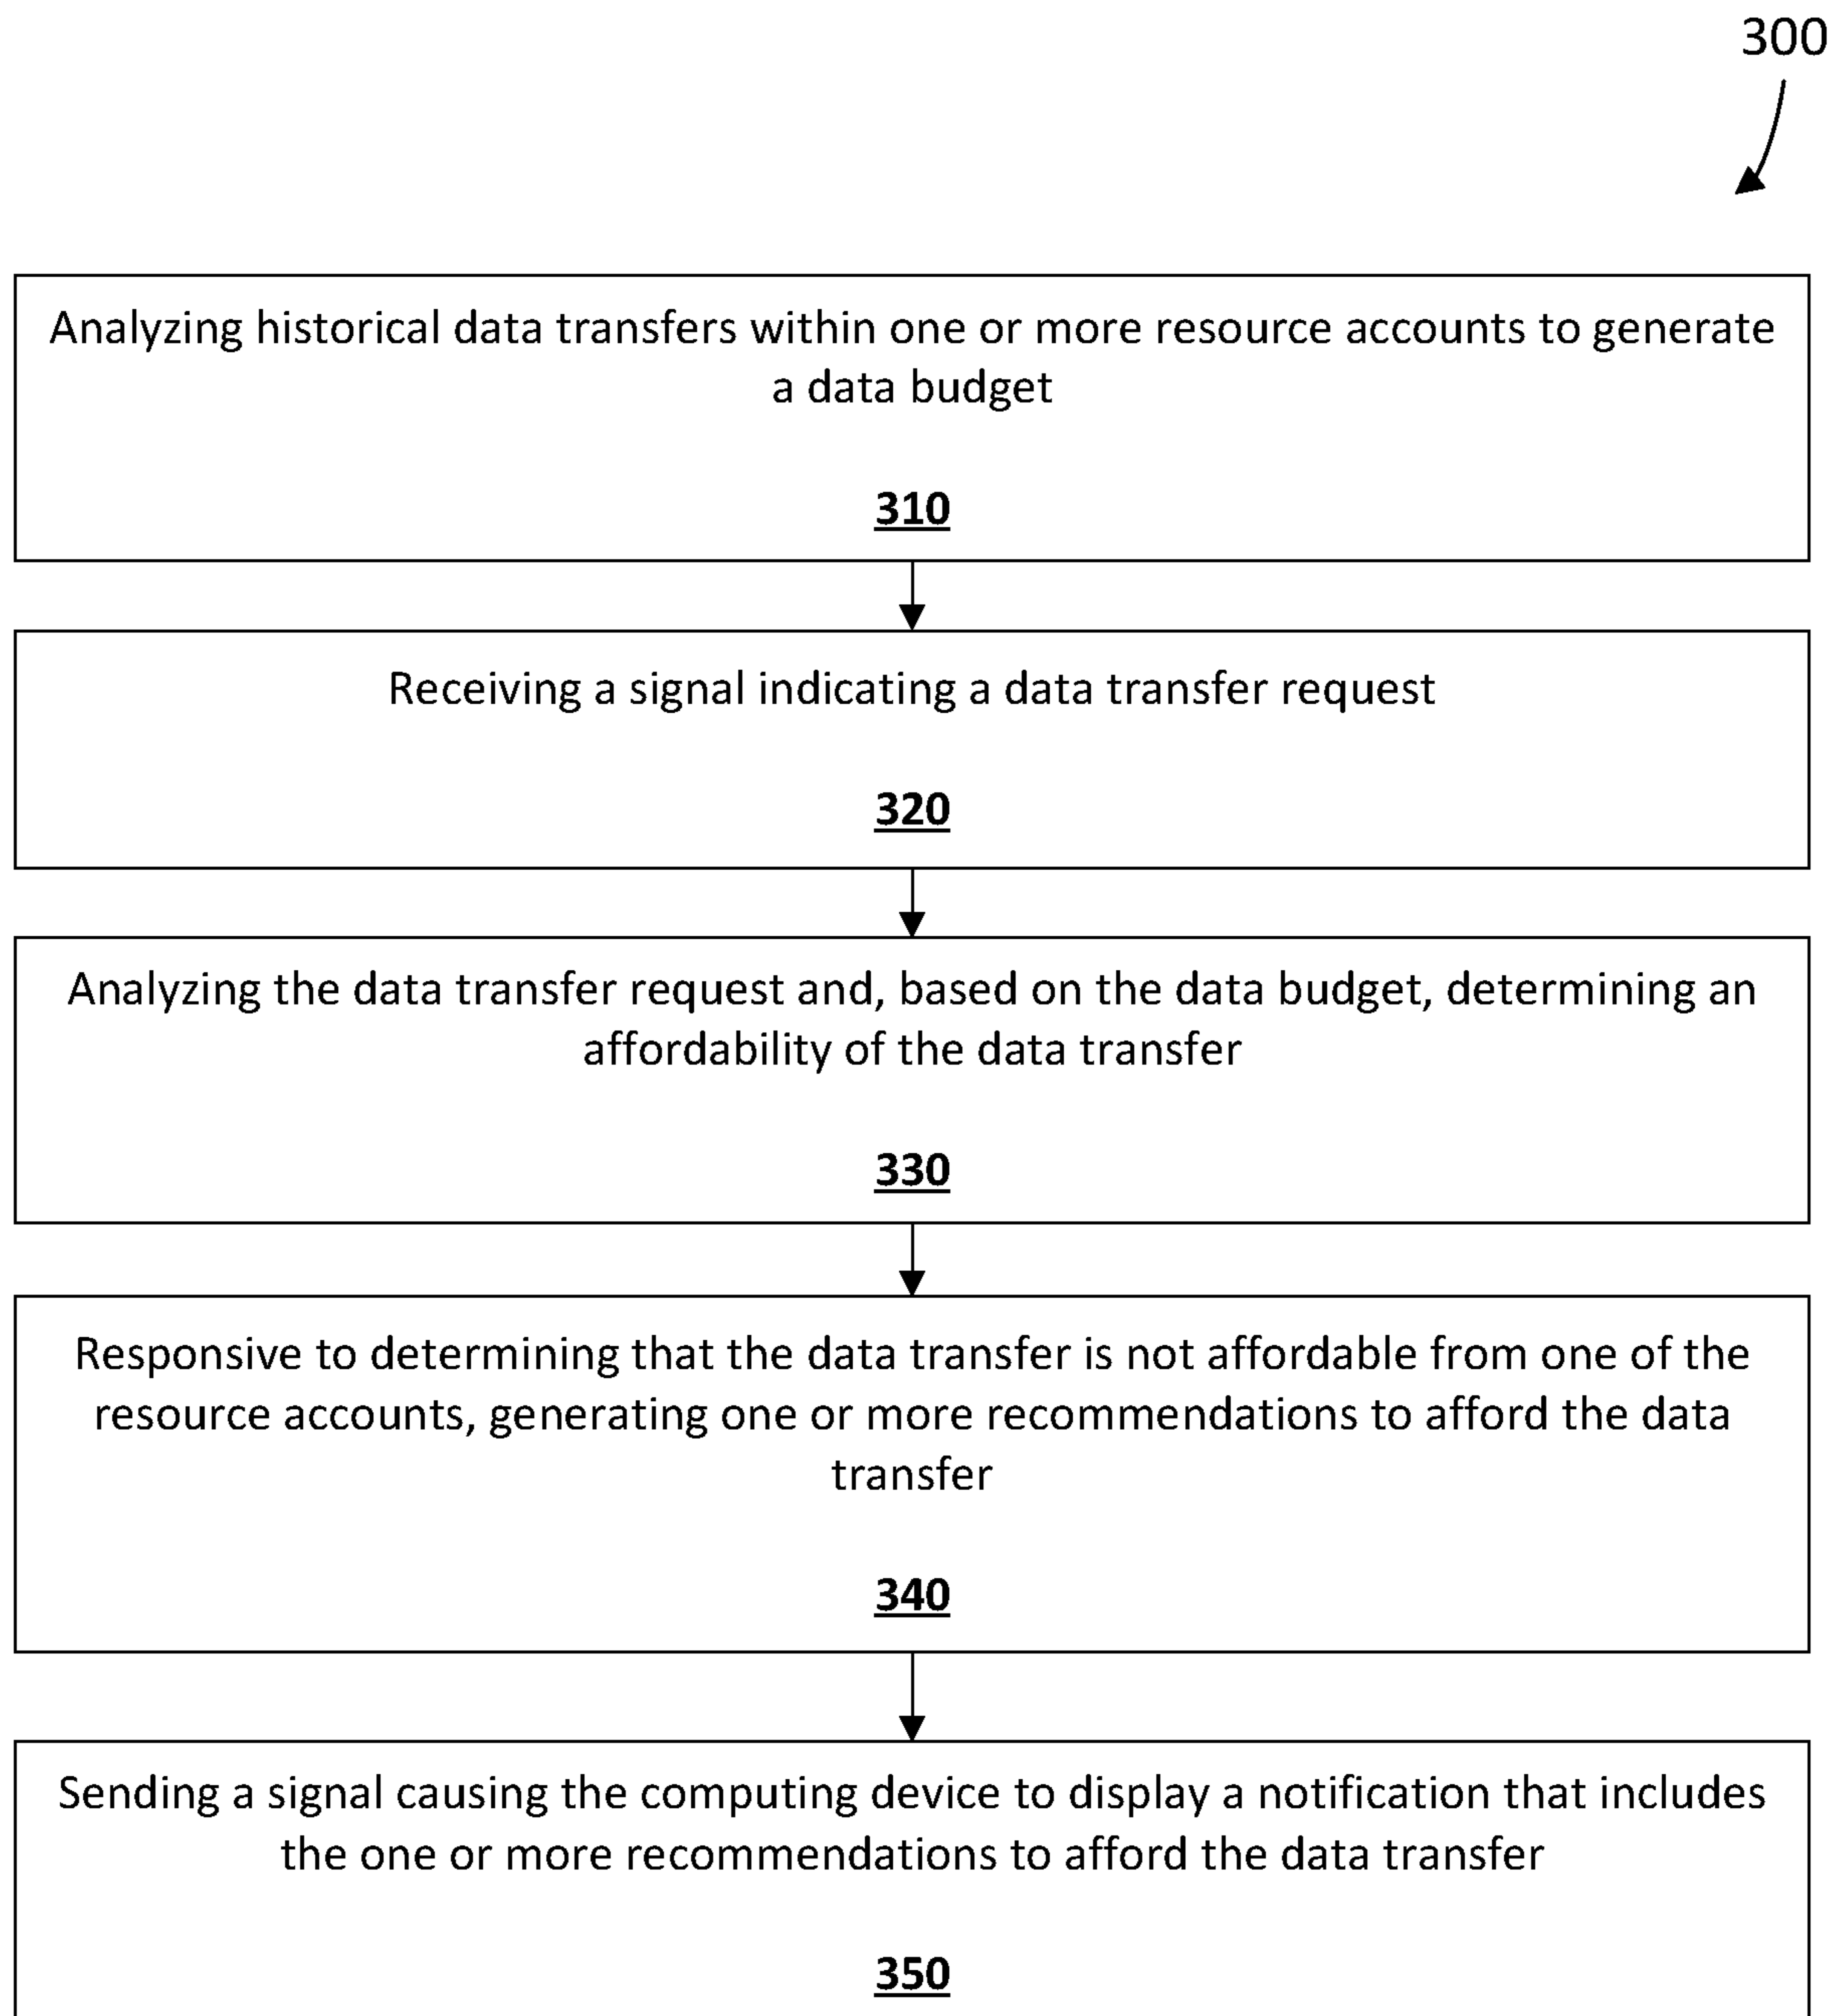 300
Analyzing historical data transfers within one or more resource accounts to generate
a data budget
310
Receiving a signal indicating a data transfer request
320
Analyzing the data transfer request and, based on the data budget, determining an
affordability of the data transfer
330
Responsive to determining that the data transfer is not affordable from one of the
resource accounts, generating one or more recommendations to afford the data
transfer
340
Sending a signal causing the computing device to display a notification that includes
the one or more recommendations to afford the data transfer
350